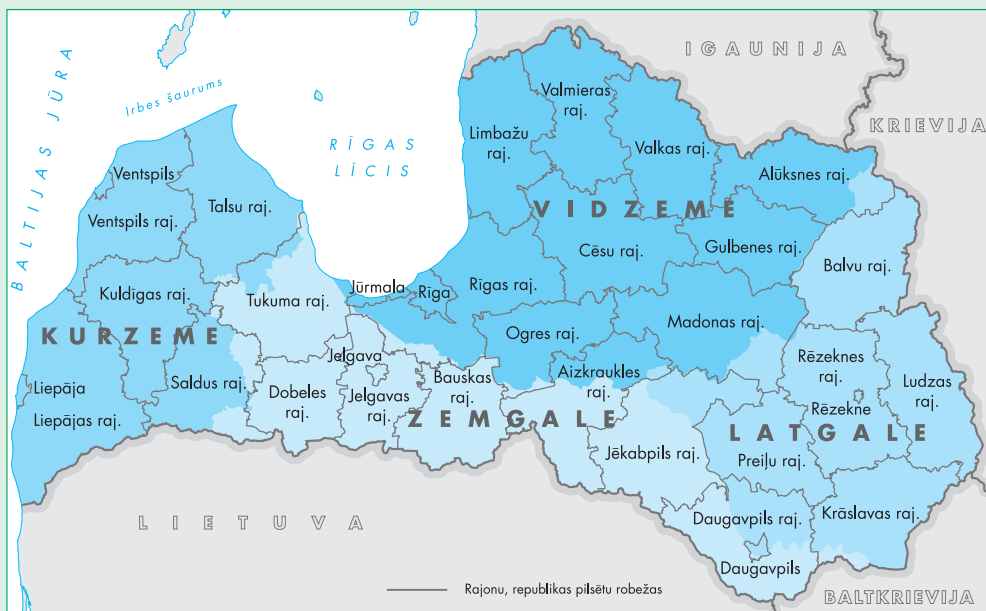 BALTIJAS JŪRA
Irbes šaurums
RĪGAS
LĪCIS
IGAUNIJA
KRIEVIJA
Valmieras
raj.
Limbažu
raj.
Valkas raj.
Alūksnes raj.
Ventspils
Ventspils raj.
Talsu raj.
VIDZEME
Cēsu raj.
Gulbenes raj.
Balvu raj.
Kuldīgas raj.
Tukuma raj.
Jūrmala
Rīga
Rīgas raj.
KURZEME
Ogres raj.
Madonas raj.
Jelgava
Rēzeknes
raj.
Ludzas
raj.
Liepāja
Saldus raj.
Dobeles
raj.
Jelgavas
raj.
Bauskas
raj.
Aizkraukles
raj.
Rēzekne
Liepājas raj.
ZEMGALE
LATGALE
Jēkabpils raj.
Preiļu raj.
LIETUVA
Daugavpils raj.
Krāslavas raj.
Daugavpils
Rajonu, republikas pilsētu robežas
BALTKRIEVIJA